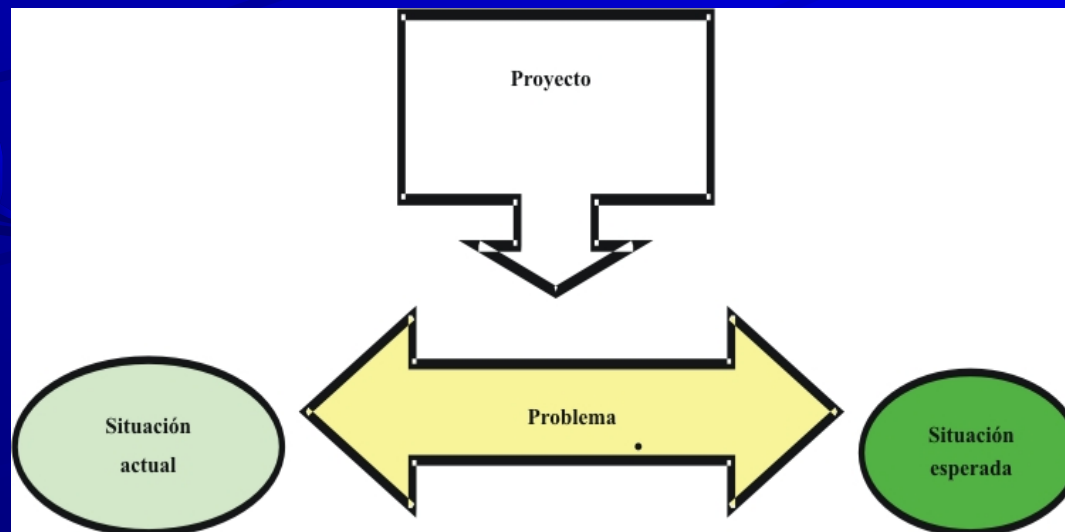 Proyecto
Problema
Situación
actual
Situación
esperada